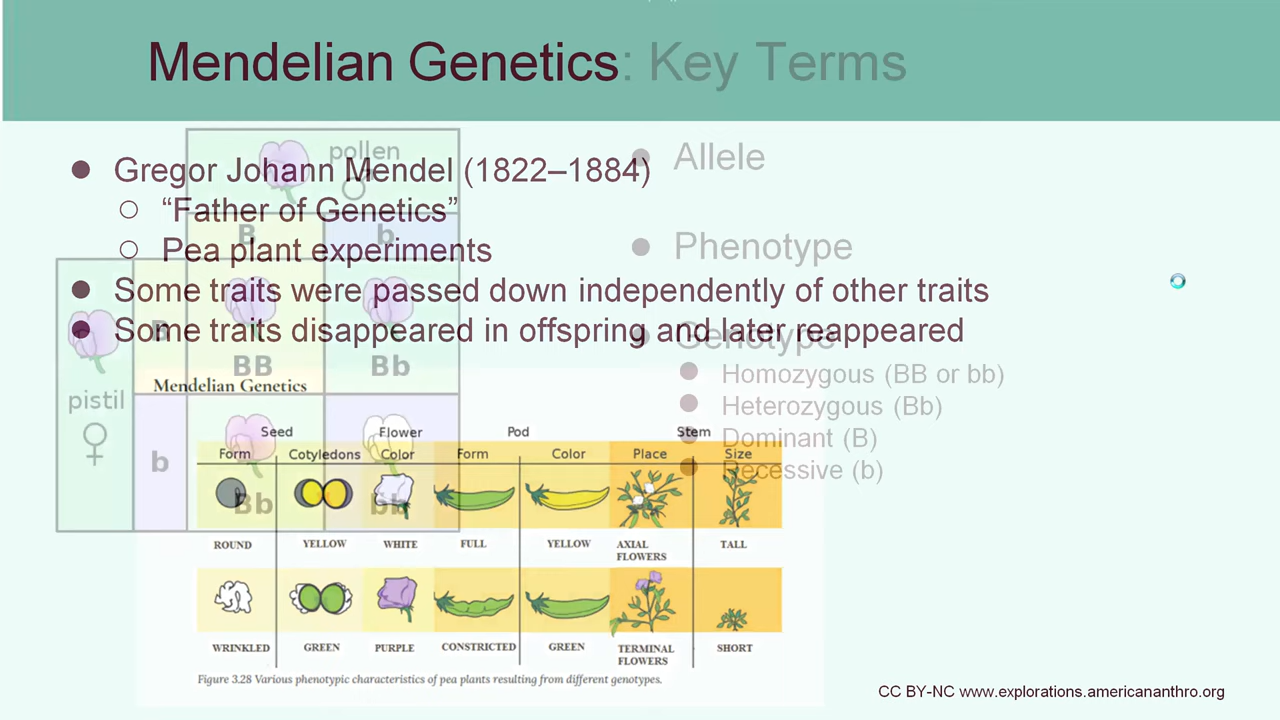 Mendelian Genetics: Key Terms
● Gregor Johann Mendel (1822–1884)
○ “Father of Genetics”
○ Pea plant experiments
● Some traits were passed down independently of other traits
● Some traits disappeared in offspring and later reappeared
● Allele
● Phenotype
● Genotype
● Homozygous (BB or bb)
● Heterozygous (Bb)
● Dominant (B)
● Recessive (b)
pollen
♂
B b
pistil
♀
B
BB Bb
b
Bb bb
Mendelian Genetics
Seed Flower Pod Stem
Form Cotyledons Color Form Color Place Size
ROUND YELLOW WHITE FULL YELLOW AXIAL FLOWERS TALL
WRINKLED GREEN PURPLE CONSTRICTED GREEN TERMINAL FLOWERS SHORT
Figure 3.28 Various phenotypic characteristics of pea plants resulting from different genotypes.
CC BY-NC www.explorations.americananthro.org